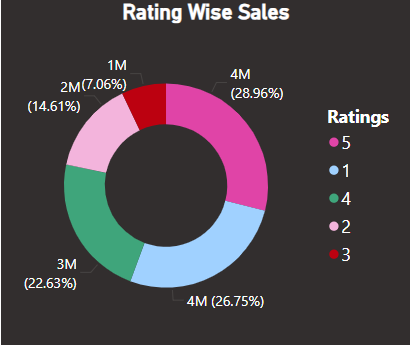 Rating Wise Sales
1M
(7.06%)
2M
(14.61%)
4M
(28.96%)
3M
(22.63%)
4M (26.75%)
Ratings
5
1
4
2
3